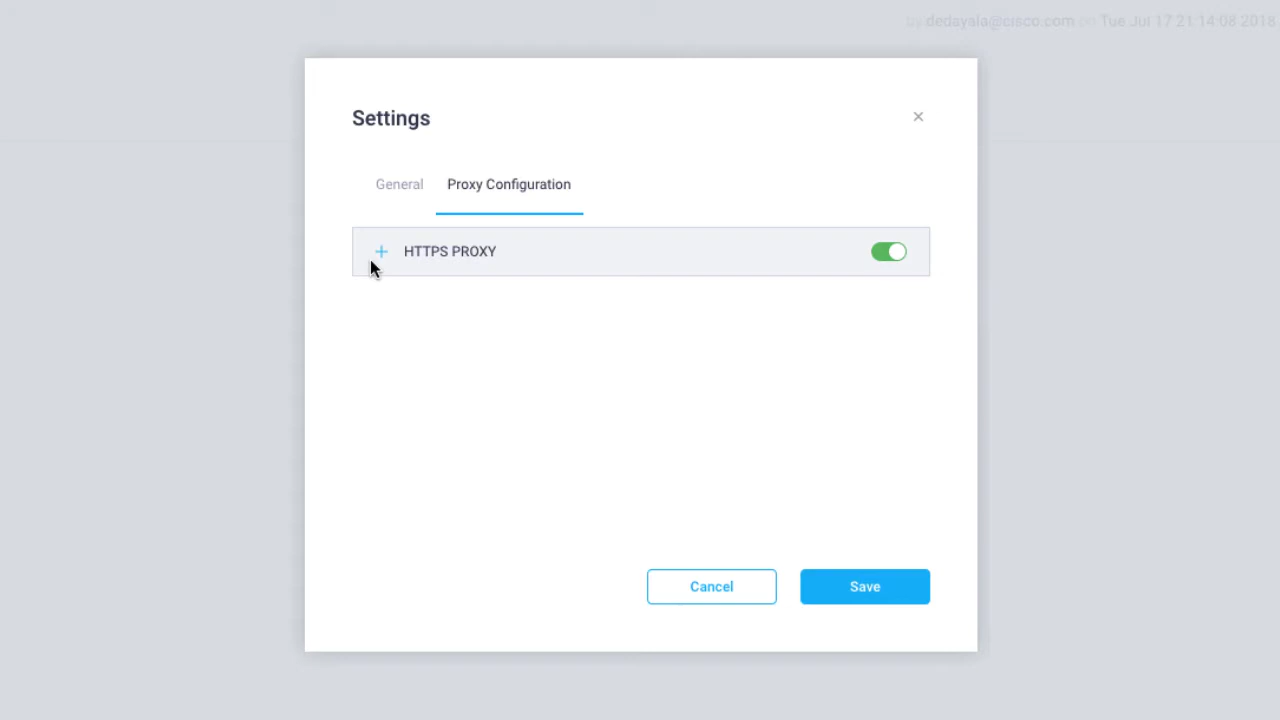 by dedayala@cisco.com on Tue Jul 17 21:14:08 2018
Settings
General Proxy Configuration
HTTPS PROXY
Cancel Save